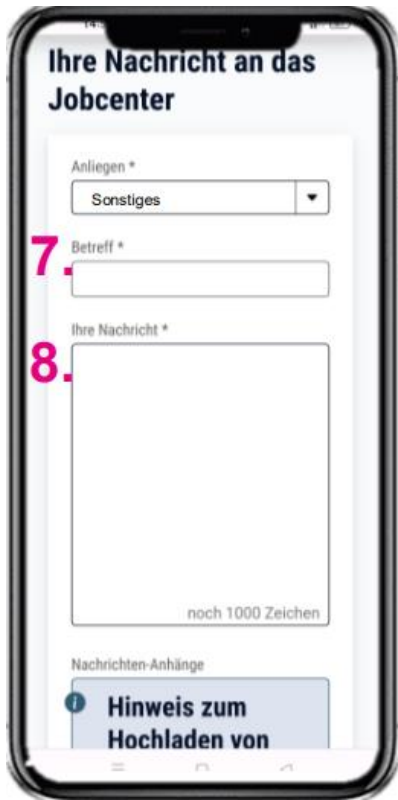 Ihre Nachricht an das
Jobcenter
Anliegen *
Sonstiges
7.
Betreff *
Ihre Nachricht *
8.
noch 1000 Zeichen
Nachrichten-Anhänge
Hinweis zum
Hochladen von